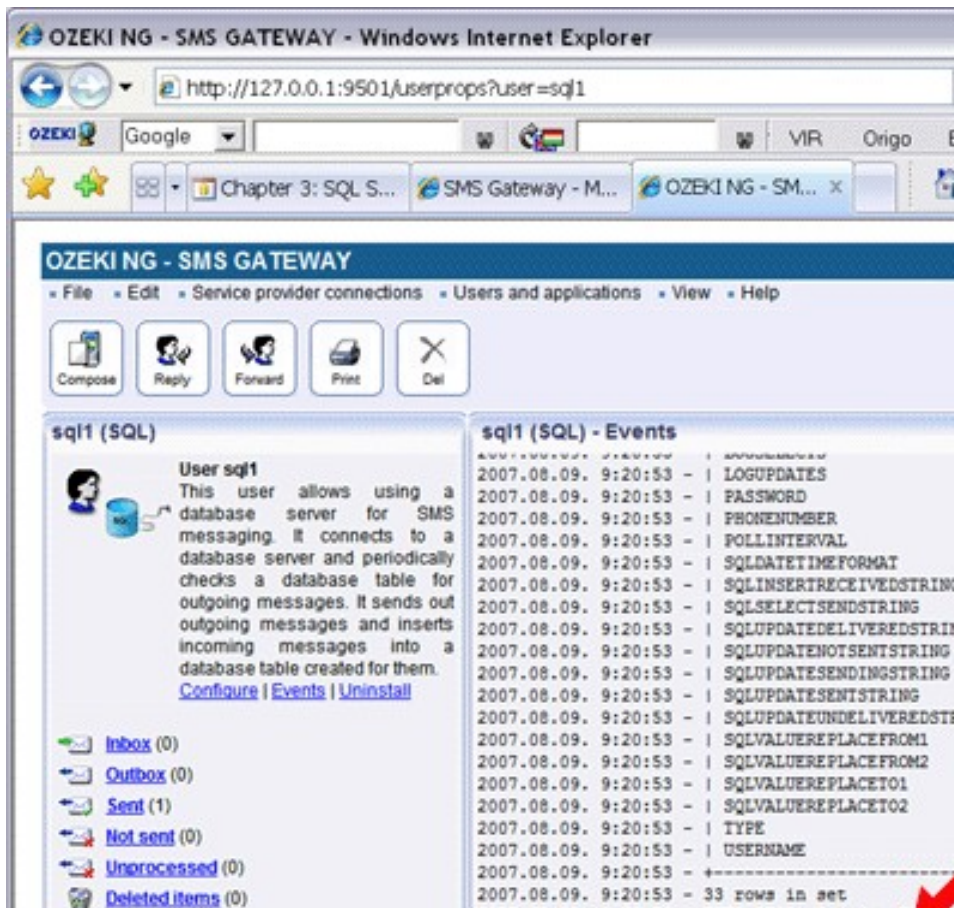 OZEKI NG - SMS GATEWAY - Windows Internet Explorer
http://127.0.0.1:9501/userprops?user=sql1
OZEKI Google VIR Origo
Chapter 3: SQL S... SMS Gateway - M... OZEKI NG - SM...
OZEKI NG - SMS GATEWAY
File Edit Service provider connections Users and applications View Help
Compose Reply Forward Print Del
sql1 (SQL)
User sql1
This user allows using a
database server for SMS
messaging. It connects to a
database server and periodically
checks a database table for
outgoing messages. It sends out
outgoing messages and inserts
incoming messages into a
database table created for them.
Configure | Events | Uninstall
Inbox (0)
Outbox (0)
Sent (1)
Not sent (0)
Unprocessed (0)
Deleted items (0)
sql1 (SQL) - Events
2007.08.09. 9:20:53 - | LOGUPDATES
2007.08.09. 9:20:53 - | PASSWORD
2007.08.09. 9:20:53 - | PHONENUMBER
2007.08.09. 9:20:53 - | POLLINTERVAL
2007.08.09. 9:20:53 - | SQLDATETIMEFORMAT
2007.08.09. 9:20:53 - | SQLINSERTRECEIVEDSTRING
2007.08.09. 9:20:53 - | SQLSELECTSENDSTRING
2007.08.09. 9:20:53 - | SQLUPDATEDELIVEREDSTRIN
2007.08.09. 9:20:53 - | SQLUPDATENOTSENTSTRING
2007.08.09. 9:20:53 - | SQLUPDATESENDINGSTRING
2007.08.09. 9:20:53 - | SQLUPDATESENTSTRING
2007.08.09. 9:20:53 - | SQLUPDATEUNDELIVEREDSTR
2007.08.09. 9:20:53 - | SQLVALUEREPLACEFROM1
2007.08.09. 9:20:53 - | SQLVALUEREPLACEFROM2
2007.08.09. 9:20:53 - | SQLVALUEREPLACETO1
2007.08.09. 9:20:53 - | SQLVALUEREPLACETO2
2007.08.09. 9:20:53 - | TYPE
2007.08.09. 9:20:53 - | USERNAME
2007.08.09. 9:20:53 - +------------------------
2007.08.09. 9:20:53 - 33 rows in set